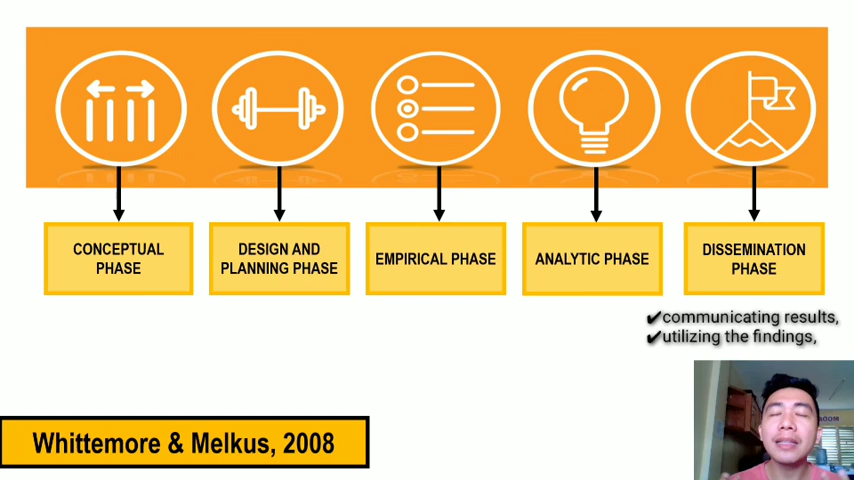 CONCEPTUAL
PHASE
DESIGN AND
PLANNING PHASE
EMPIRICAL PHASE
ANALYTIC PHASE
DISSEMINATION
PHASE
✔communicating results,
✔utilizing the findings,
Whittemore & Melkus, 2008